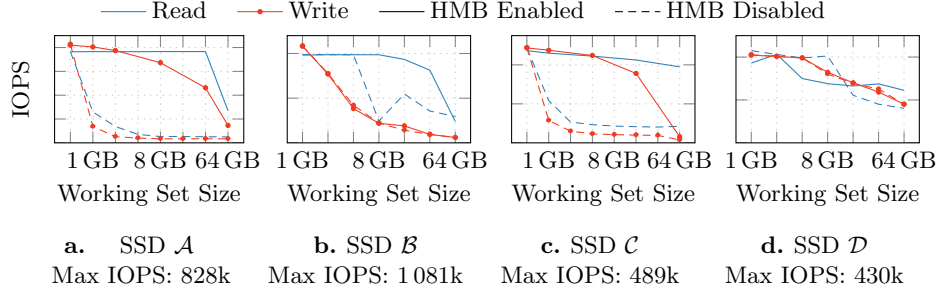 Read Write HMB Enabled HMB Disabled
IOPS
1 GB 8 GB 64 GB 1 GB 8 GB 64 GB 1 GB 8 GB 64 GB 1 GB 8 GB 64 GB
Working Set Size Working Set Size Working Set Size Working Set Size
a. SSD 𝒜 b. SSD ℬ c. SSD 𝒞 d. SSD 𝒟
Max IOPS: 828k Max IOPS: 1 081k Max IOPS: 489k Max IOPS: 430k